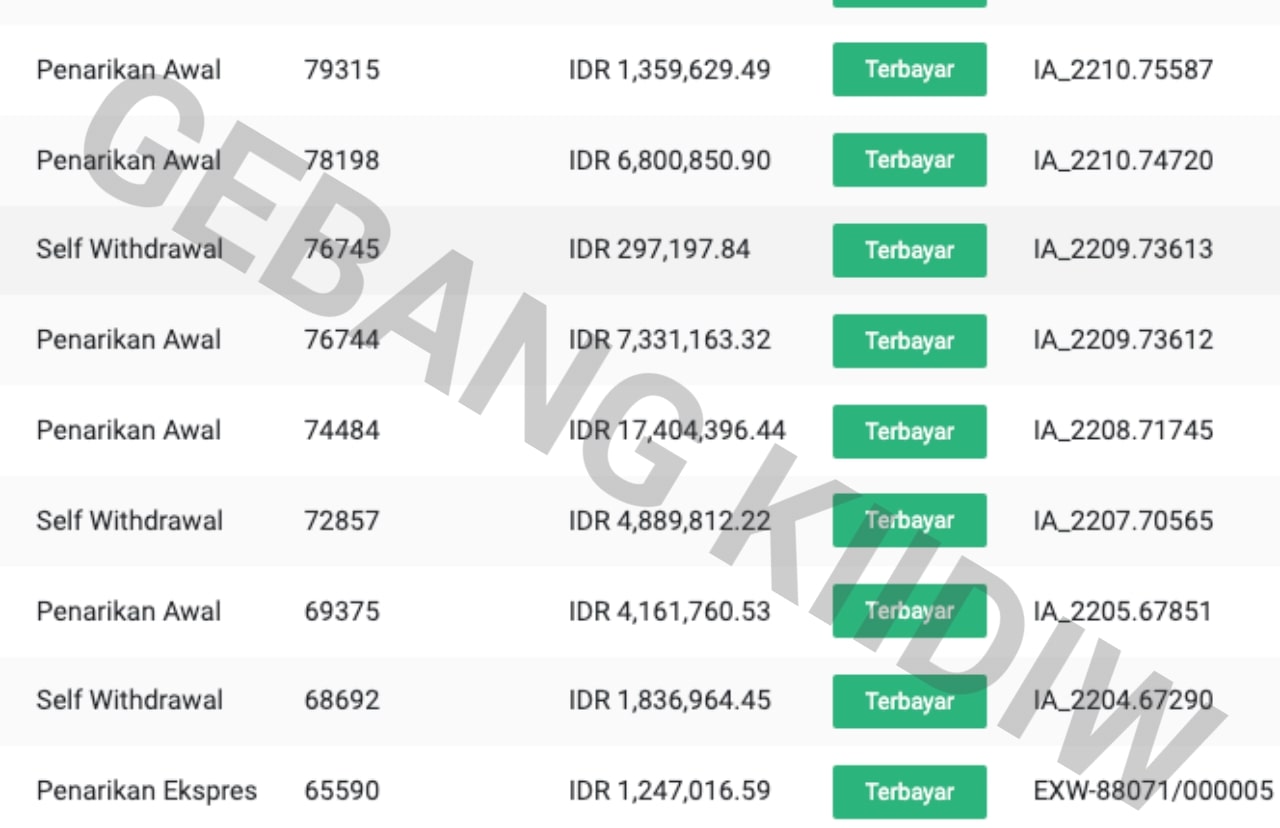 Penarikan Awal 79315 IDR 1,359,629.49 Terbayar IA_2210.75587
Penarikan Awal 78198 IDR 6,800,850.90 Terbayar IA_2210.74720
Self Withdrawal 76745 IDR 297,197.84 Terbayar IA_2209.73613
Penarikan Awal 76744 IDR 7,331,163.32 Terbayar IA_2209.73612
Penarikan Awal 74484 IDR 17,404,396.44 Terbayar IA_2208.71745
Self Withdrawal 72857 IDR 4,889,812.22 Terbayar IA_2207.70565
Penarikan Awal 69375 IDR 4,161,760.53 Terbayar IA_2205.67851
Self Withdrawal 68692 IDR 1,836,964.45 Terbayar IA_2204.67290
Penarikan Ekspres 65590 IDR 1,247,016.59 Terbayar EXW-88071/000005
GEBANG KIIDIW